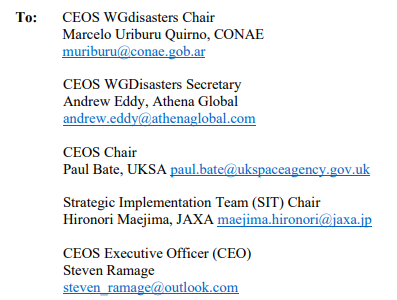 To: CEOS WGdisasters Chair
Marcelo Uriburu Quirno, CONAE
muriburu@conae.gob.ar
CEOS WGDisasters Secretary
Andrew Eddy, Athena Global
andrew.eddy@athenaglobal.com
CEOS Chair
Paul Bate, UKSA paul.bate@ukspaceagency.gov.uk
Strategic Implementation Team (SIT) Chair
Hironori Maejima, JAXA maejima.hironori@jaxa.jp
CEOS Executive Officer (CEO)
Steven Ramage
steven_ramage@outlook.com